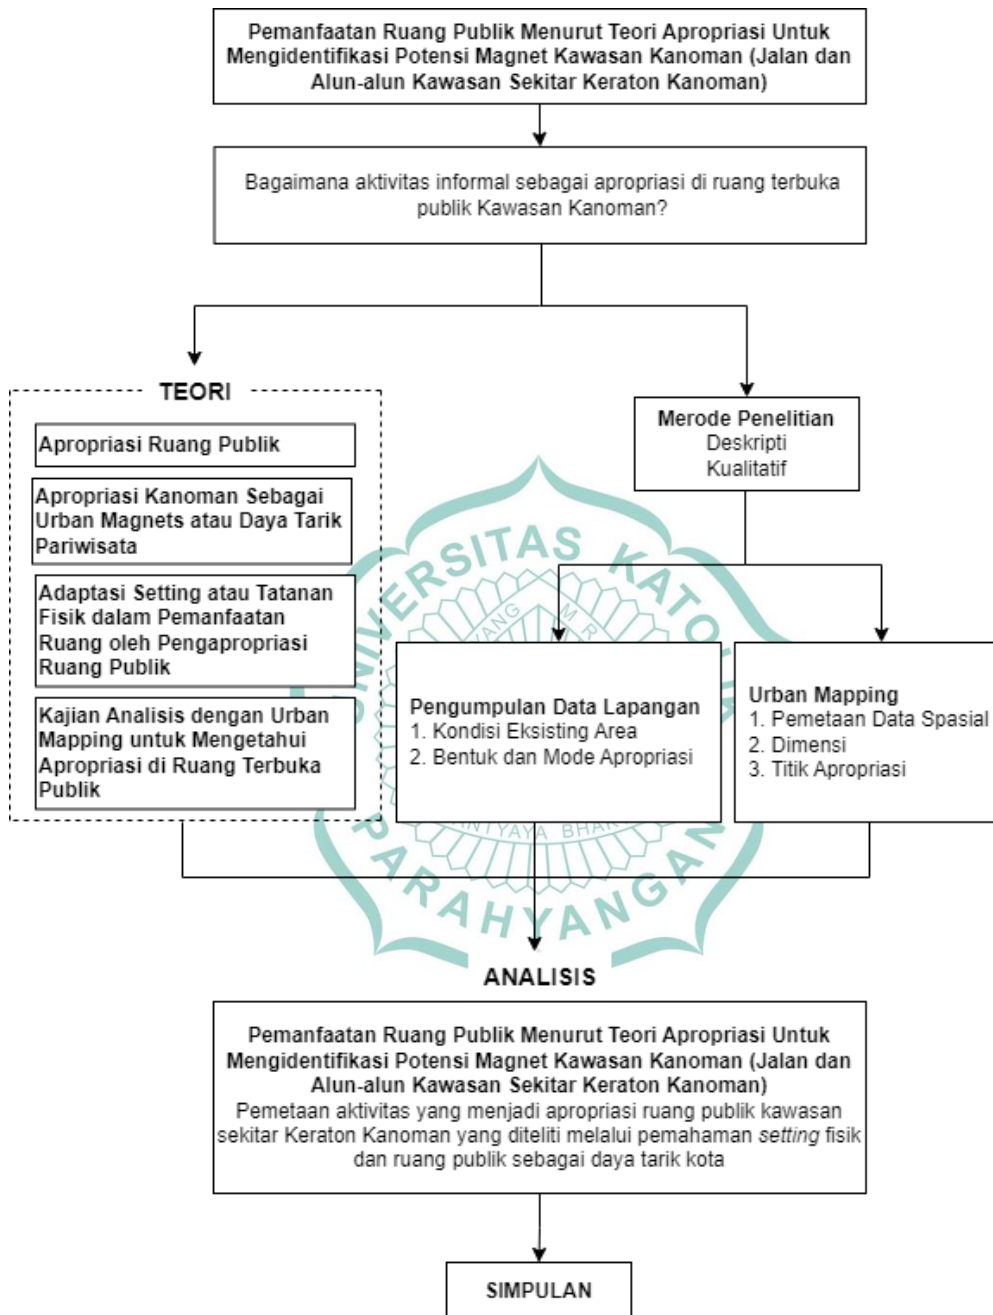 Pemanfaatan Ruang Publik Menurut Teori Apropriasi Untuk
Mengidentifikasi Potensi Magnet Kawasan Kanoman (Jalan dan
Alun-alun Kawasan Sekitar Keraton Kanoman)
Bagaimana aktivitas informal sebagai apropriasi di ruang terbuka
publik Kawasan Kanoman?
TEORI
Apropriasi Ruang Publik
Apropriasi Kanoman Sebagai
Urban Magnets atau Daya Tarik
Pariwisata
Adaptasi Setting atau Tatanan
Fisik dalam Pemanfaatan
Ruang oleh Pengapropriasi
Ruang Publik
Kajian Analisis dengan Urban
Mapping untuk Mengetahui
Apropriasi di Ruang Terbuka
Publik
Merode Penelitian
Deskripti
Kualitatif
Pengumpulan Data Lapangan
1. Kondisi Eksisting Area
2. Bentuk dan Mode Apropriasi
Urban Mapping
1. Pemetaan Data Spasial
2. Dimensi
3. Titik Apropriasi
PARAHYANGAN
ANALISIS
Pemanfaatan Ruang Publik Menurut Teori Apropriasi Untuk
Mengidentifikasi Potensi Magnet Kawasan Kanoman (Jalan dan
Alun-alun Kawasan Sekitar Keraton Kanoman)
Pemetaan aktivitas yang menjadi apropriasi ruang publik kawasan
sekitar Keraton Kanoman yang diteliti melalui pemahaman setting fisik
dan ruang publik sebagai daya tarik kota
SIMPULAN